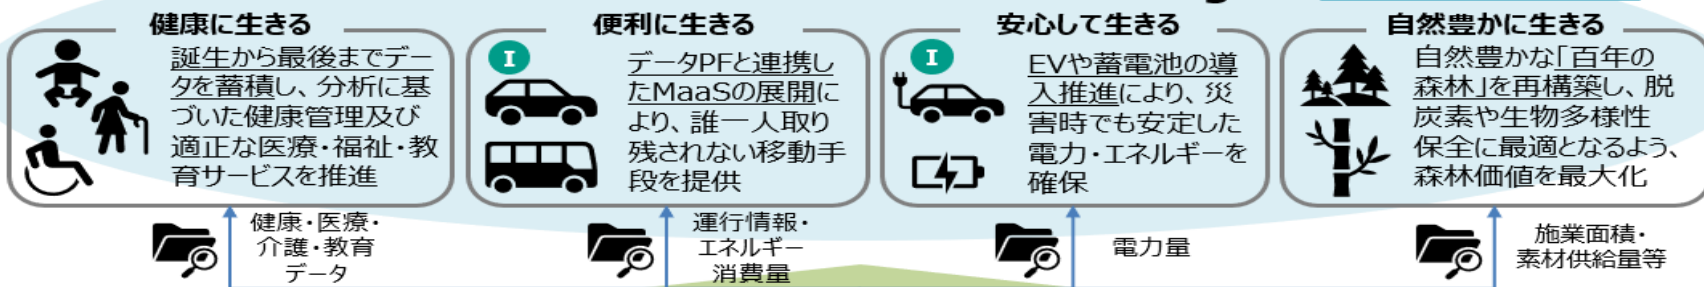 健康に生きる
誕生から最後までデー
タを蓄積し、分析に基
づいた健康管理及び
適正な医療・福祉・教
育サービスを推進
便利に生きる
I
データPFと連携し
たMaaSの展開に
より、誰一人取り
残されない移動手
段を提供
安心して生きる
I
EVや蓄電池の導
入推進により、災
害時でも安定した
電力・エネルギーを
確保
自然豊かに生きる
自然豊かな「百年の
森林」を再構築し、脱
炭素や生物多様性
保全に最適となるよう、
森林価値を最大化
健康・医療・
介護・教育
データ
運行情報・
エネルギー
消費量
電力量
施業面積・
素材供給量等